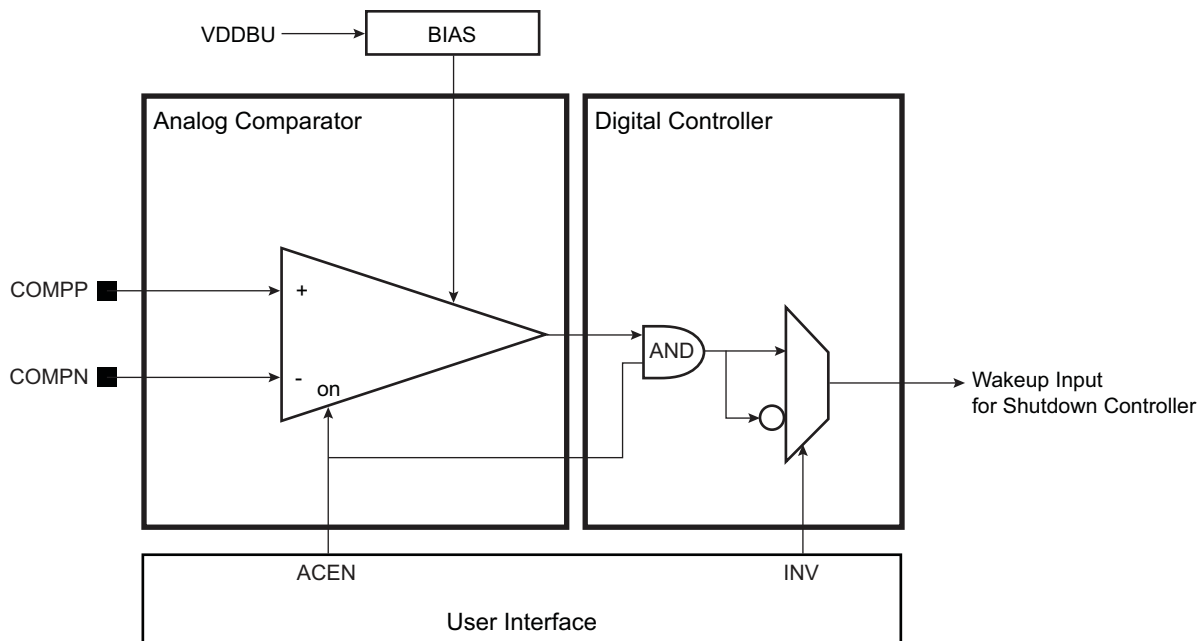 VDDBU
BIAS
Analog Comparator
Digital Controller
COMPP
+
AND
COMPN
-
on
Wakeup Input
for Shutdown Controller
ACEN
INV
User Interface